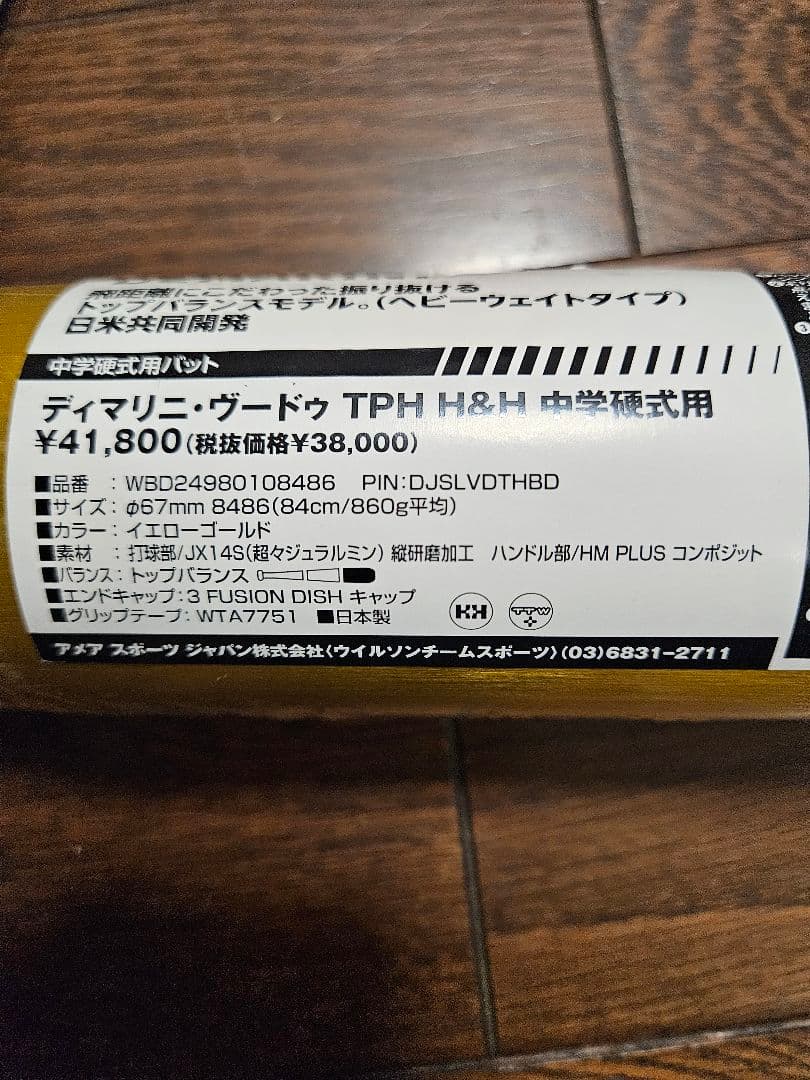 飛距離にこだわった振り抜ける
トップバランスモデル。(ヘビーウェイトタイプ)
日米共同開発
中学硬式用バット
ディマリニ・ヴードゥ TPH H&H 中学硬式用
¥41,800(税抜価格¥38,000)
■品番 : WBD24980108486 PIN:DJSLVDTHBD
■サイズ : φ67mm 8486(84cm/860g平均)
■カラー : イエローゴールド
■素材 : 打球部/JX14S(超々ジュラルミン) 縦研磨加工 ハンドル部/HM PLUS コンポジット
■バランス : トップバランス
■エンドキャップ : 3 FUSION DISH キャップ
■グリップテープ : WTA7751 ■日本製
TTPW
アメア スポーツ ジャパン株式会社〈ウイルソンチームスポーツ〉(03)6831-2711